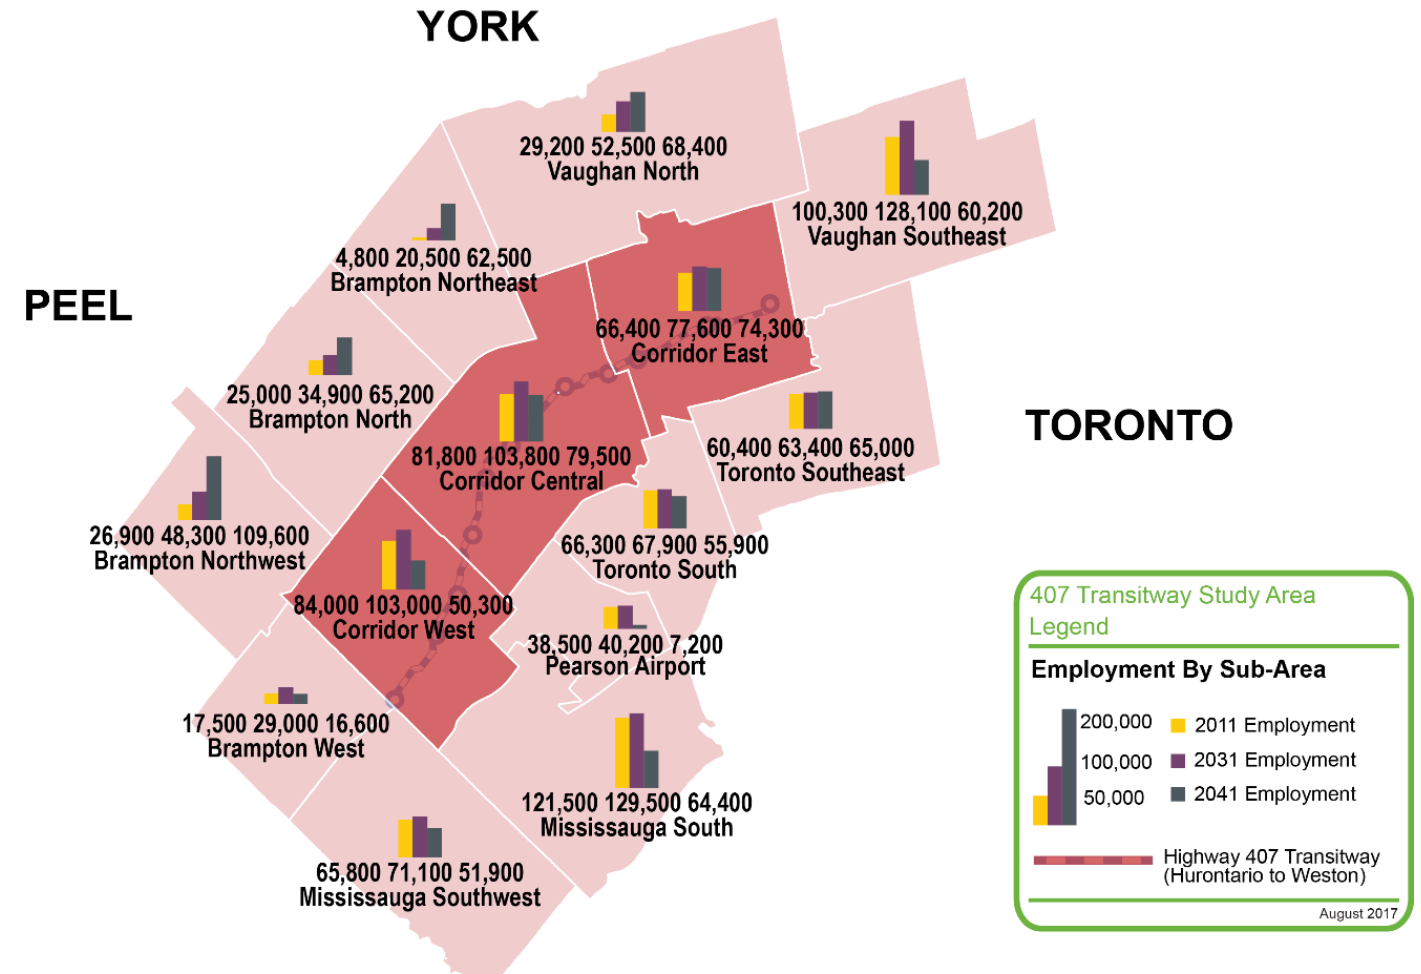 YORK
29,200 52,500 68,400
Vaughan North
100,300 128,100 60,200
Vaughan Southeast
4,800 20,500 62,500
Brampton Northeast
PEEL
66,400 77,600 74,300
Corridor East
25,000 34,900 65,200
Brampton North
TORONTO
81,800 103,800 79,500
Corridor Central
60,400 63,400 65,000
Toronto Southeast
26,900 48,300 109,600
Brampton Northwest
66,300 67,900 55,900
Toronto South
84,000 103,000 50,300
Corridor West
38,500 40,200 7,200
Pearson Airport
17,500 29,000 16,600
Brampton West
121,500 129,500 64,400
Mississauga South
65,800 71,100 51,900
Mississauga Southwest
407 Transitway Study Area
Legend
Employment By Sub-Area
200,000
100,000
50,000
2011 Employment
2031 Employment
2041 Employment
Highway 407 Transitway
(Hurontario to Weston)
August 2017